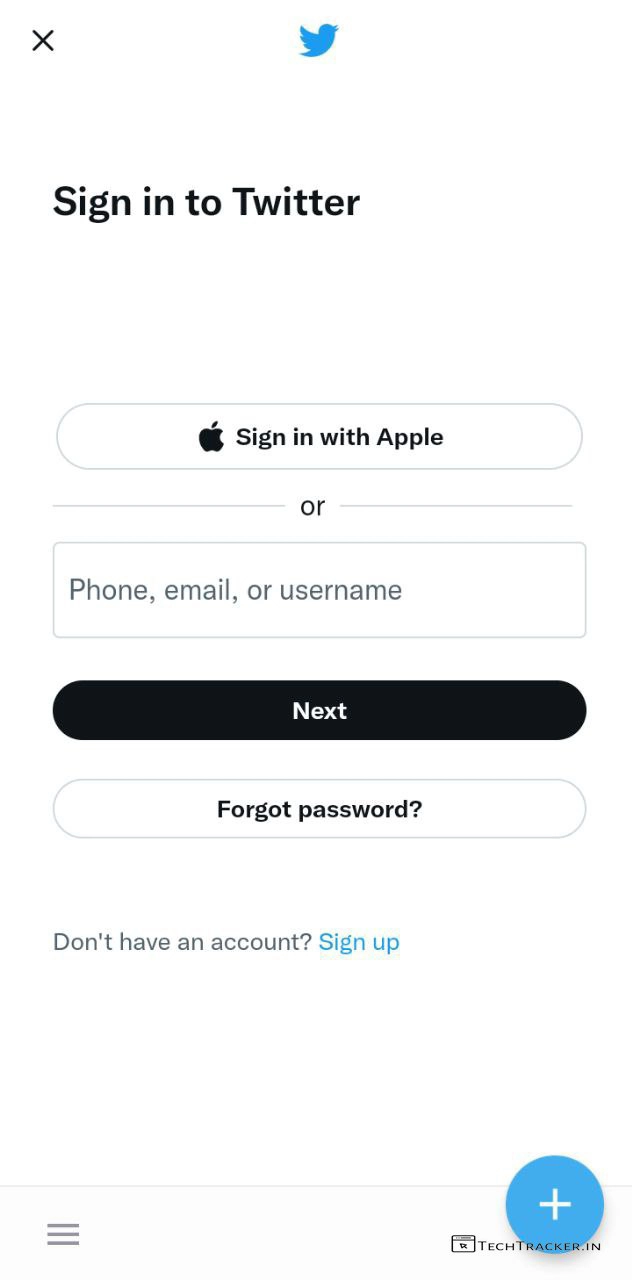 Sign in to Twitter
Sign in with Apple
or
Phone, email, or username
Next
Forgot password?
Don't have an account? Sign up
TECHTRACKER.IN